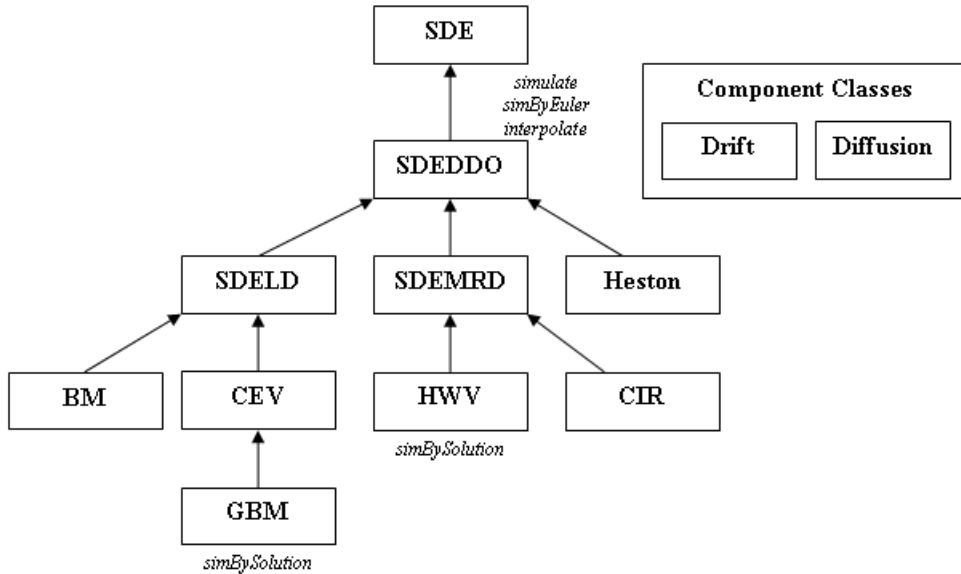 SDE
simulate
simByEuler
interpolate
Component Classes
Drift
Diffusion
SDEDDO
SDELD
SDEMRD
Heston
BM
CEV
HWV
CIR
simBySolution
GBM
simBySolution